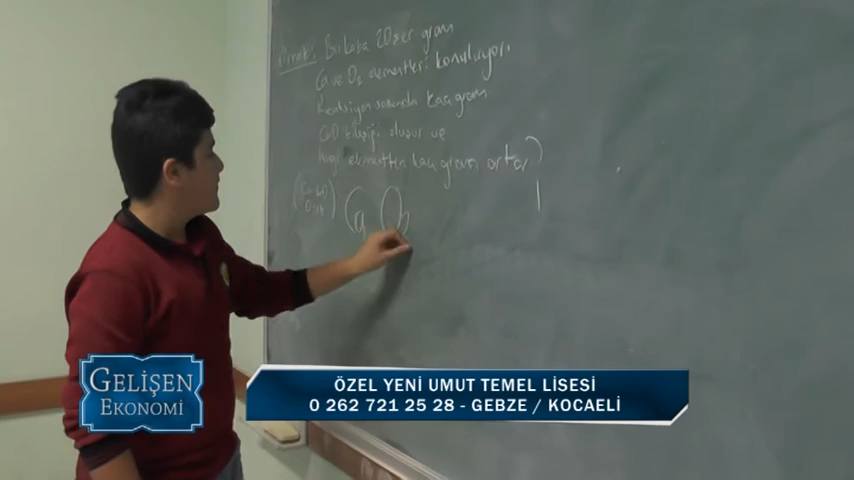 Örnek: Bir kaba 20şer gram
Ca ve O₂ elementleri konuluyor.
Reaksiyon sonunda kaç gram
CaO bileşiği oluşur ve
hangi elementten kaç gram artar?
Ca O₂
GELİŞEN
EKONOMİ
ÖZEL YENİ UMUT TEMEL LİSESİ
0 262 721 25 28 - GEBZE / KOCAELİ